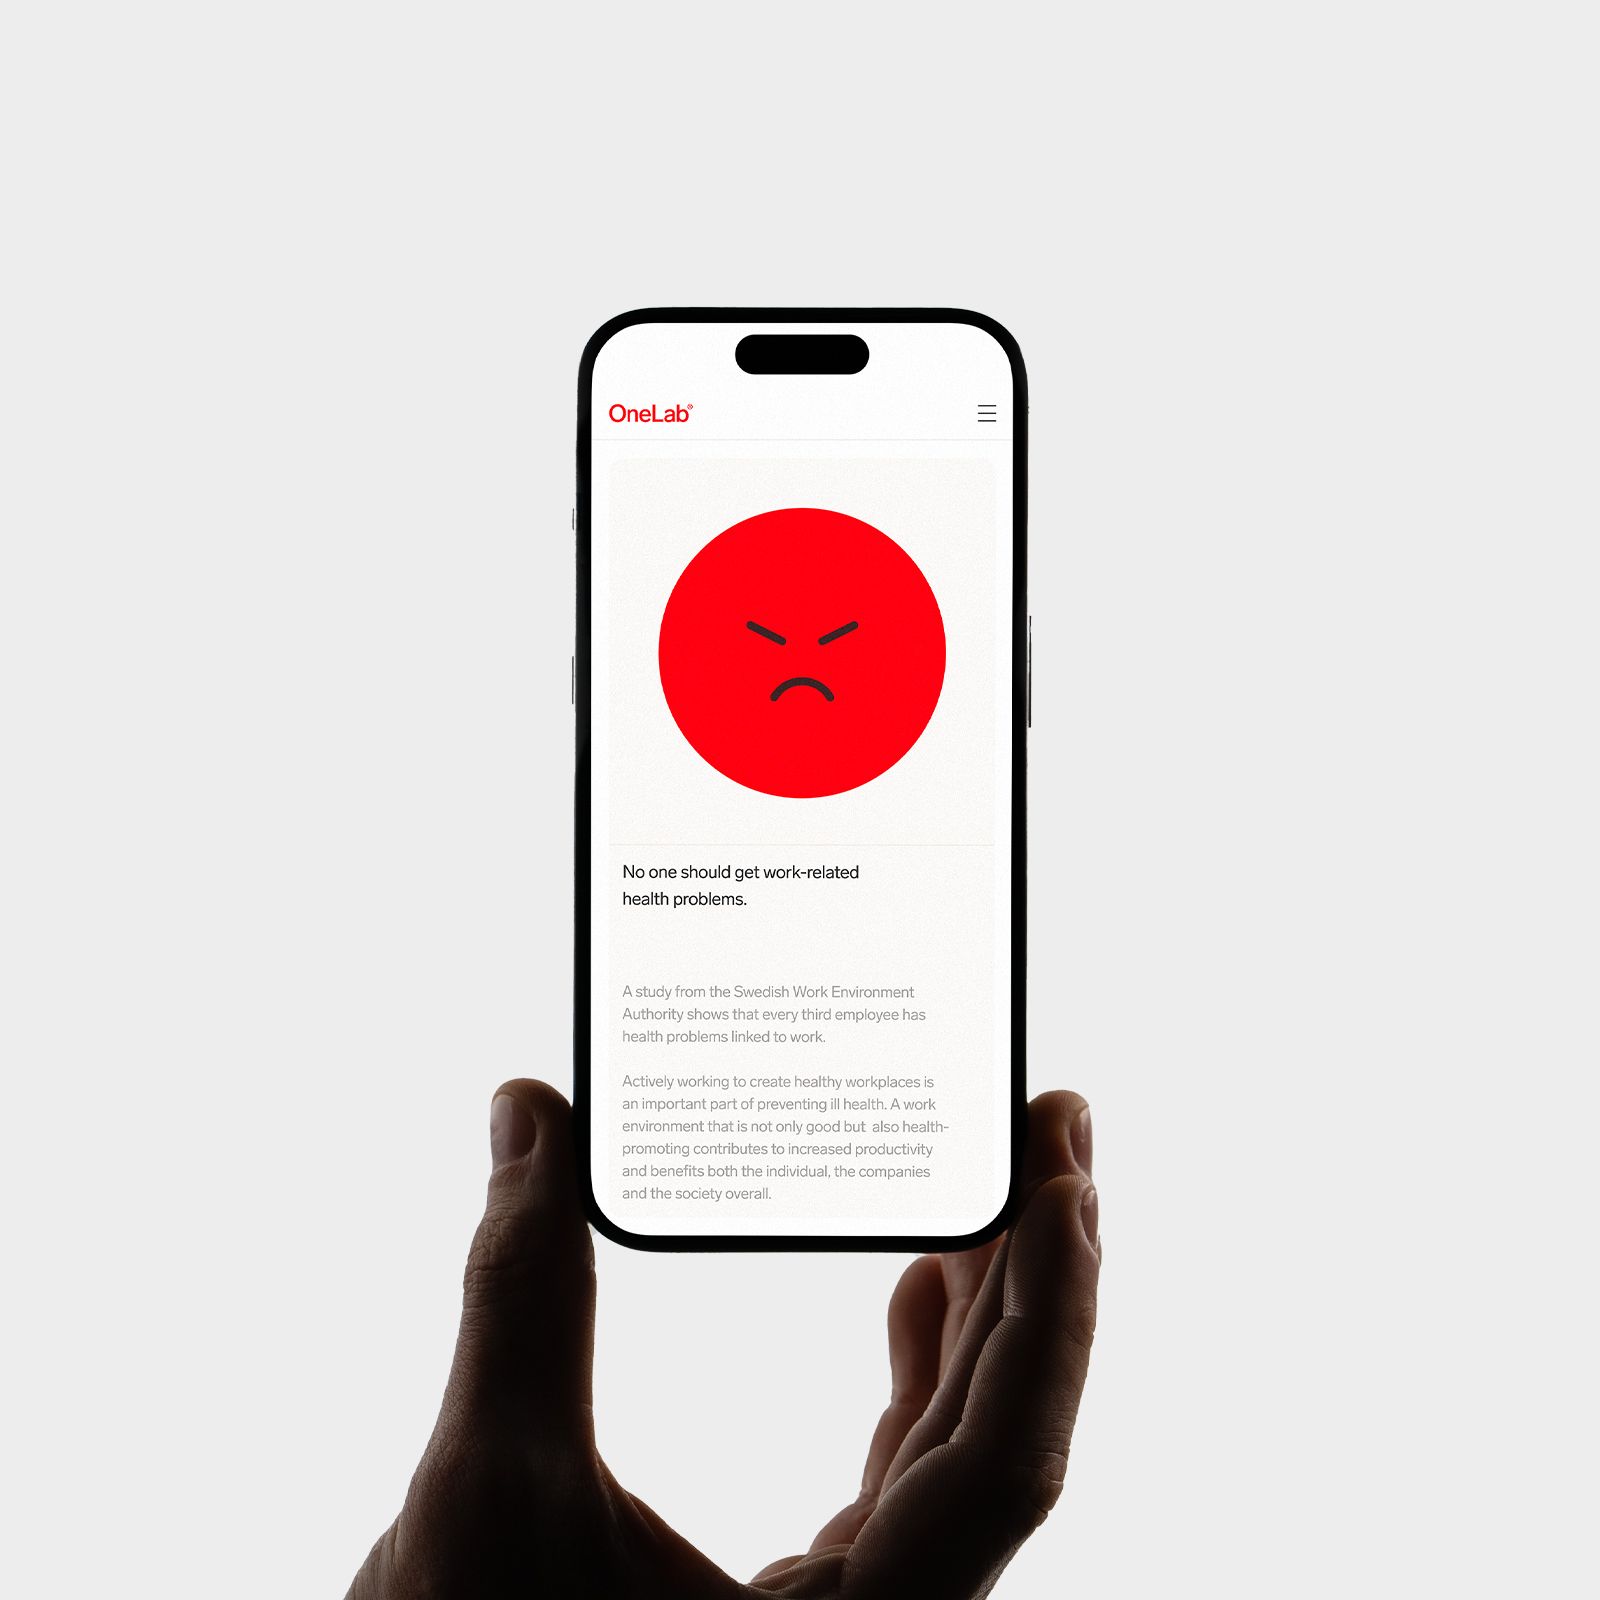 OneLab®
No one should get work-related
health problems.
A study from the Swedish Work Environment
Authority shows that every third employee has
health problems linked to work.
Actively working to create healthy workplaces is
an important part of preventing ill health. A work
environment that is not only good but  also health-
promoting contributes to increased productivity
and benefits both the individual, the companies
and the society overall.